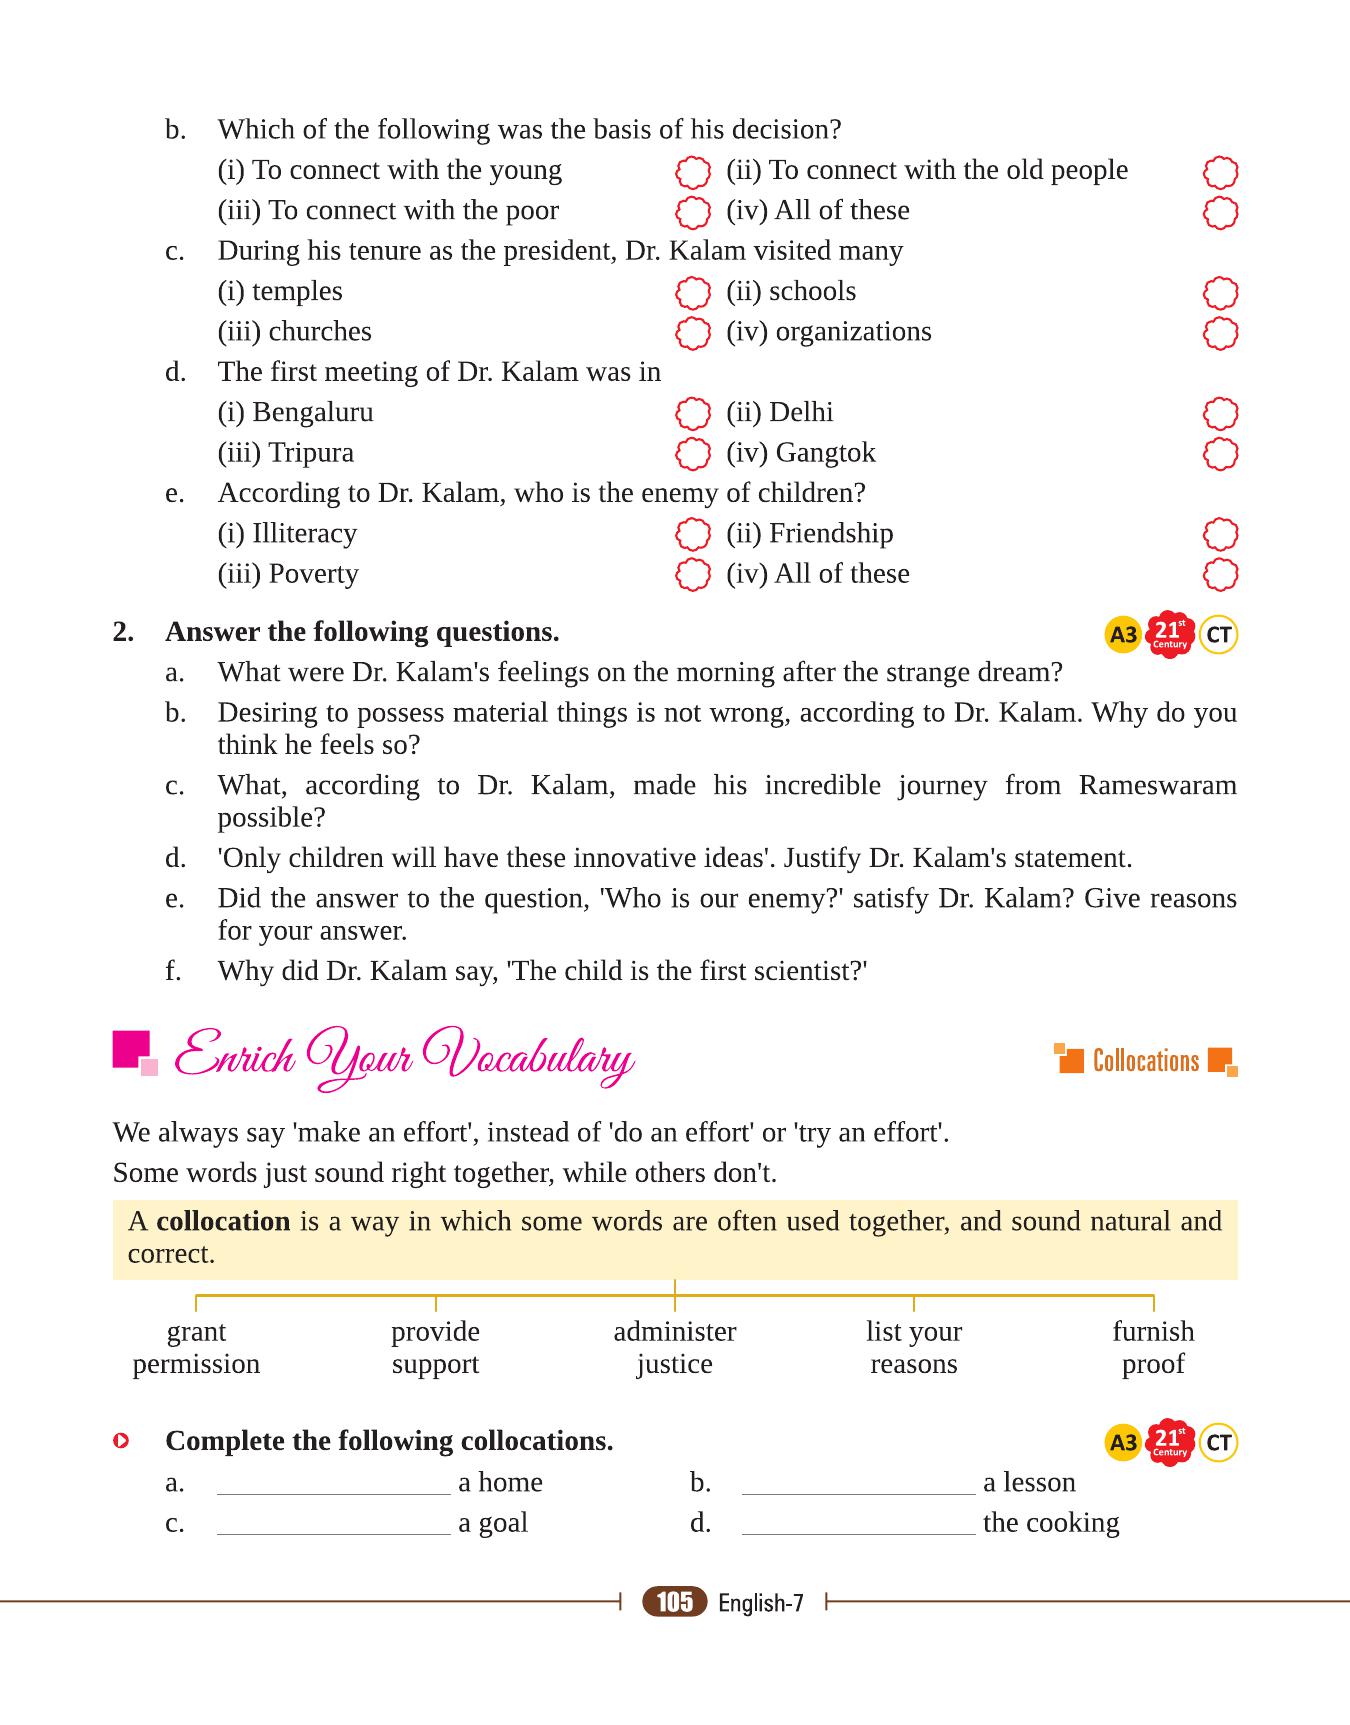 b. Which of the following was the basis of his decision?
(i) To connect with the young (ii) To connect with the old people
(iii) To connect with the poor (iv) All of these
c. During his tenure as the president, Dr. Kalam visited many
(i) temples (ii) schools
(iii) churches (iv) organizations
d. The first meeting of Dr. Kalam was in
(i) Bengaluru (ii) Delhi
(iii) Tripura (iv) Gangtok
e. According to Dr. Kalam, who is the enemy of children?
(i) Illiteracy (ii) Friendship
(iii) Poverty (iv) All of these
2. Answer the following questions. A3 21st Century CT
a. What were Dr. Kalam's feelings on the morning after the strange dream?
b. Desiring to possess material things is not wrong, according to Dr. Kalam. Why do you
think he feels so?
c. What, according to Dr. Kalam, made his incredible journey from Rameswaram
possible?
d. 'Only children will have these innovative ideas'. Justify Dr. Kalam's statement.
e. Did the answer to the question, 'Who is our enemy?' satisfy Dr. Kalam? Give reasons
for your answer.
f. Why did Dr. Kalam say, 'The child is the first scientist?'
Enrich Your Vocabulary Collocations
We always say 'make an effort', instead of 'do an effort' or 'try an effort'.
Some words just sound right together, while others don't.
A collocation is a way in which some words are often used together, and sound natural and
correct.
grant provide administer list your furnish
permission support justice reasons proof
Complete the following collocations. A3 21st Century CT
a. ________________ a home b. ________________ a lesson
c. ________________ a goal d. ________________ the cooking
105 English-7